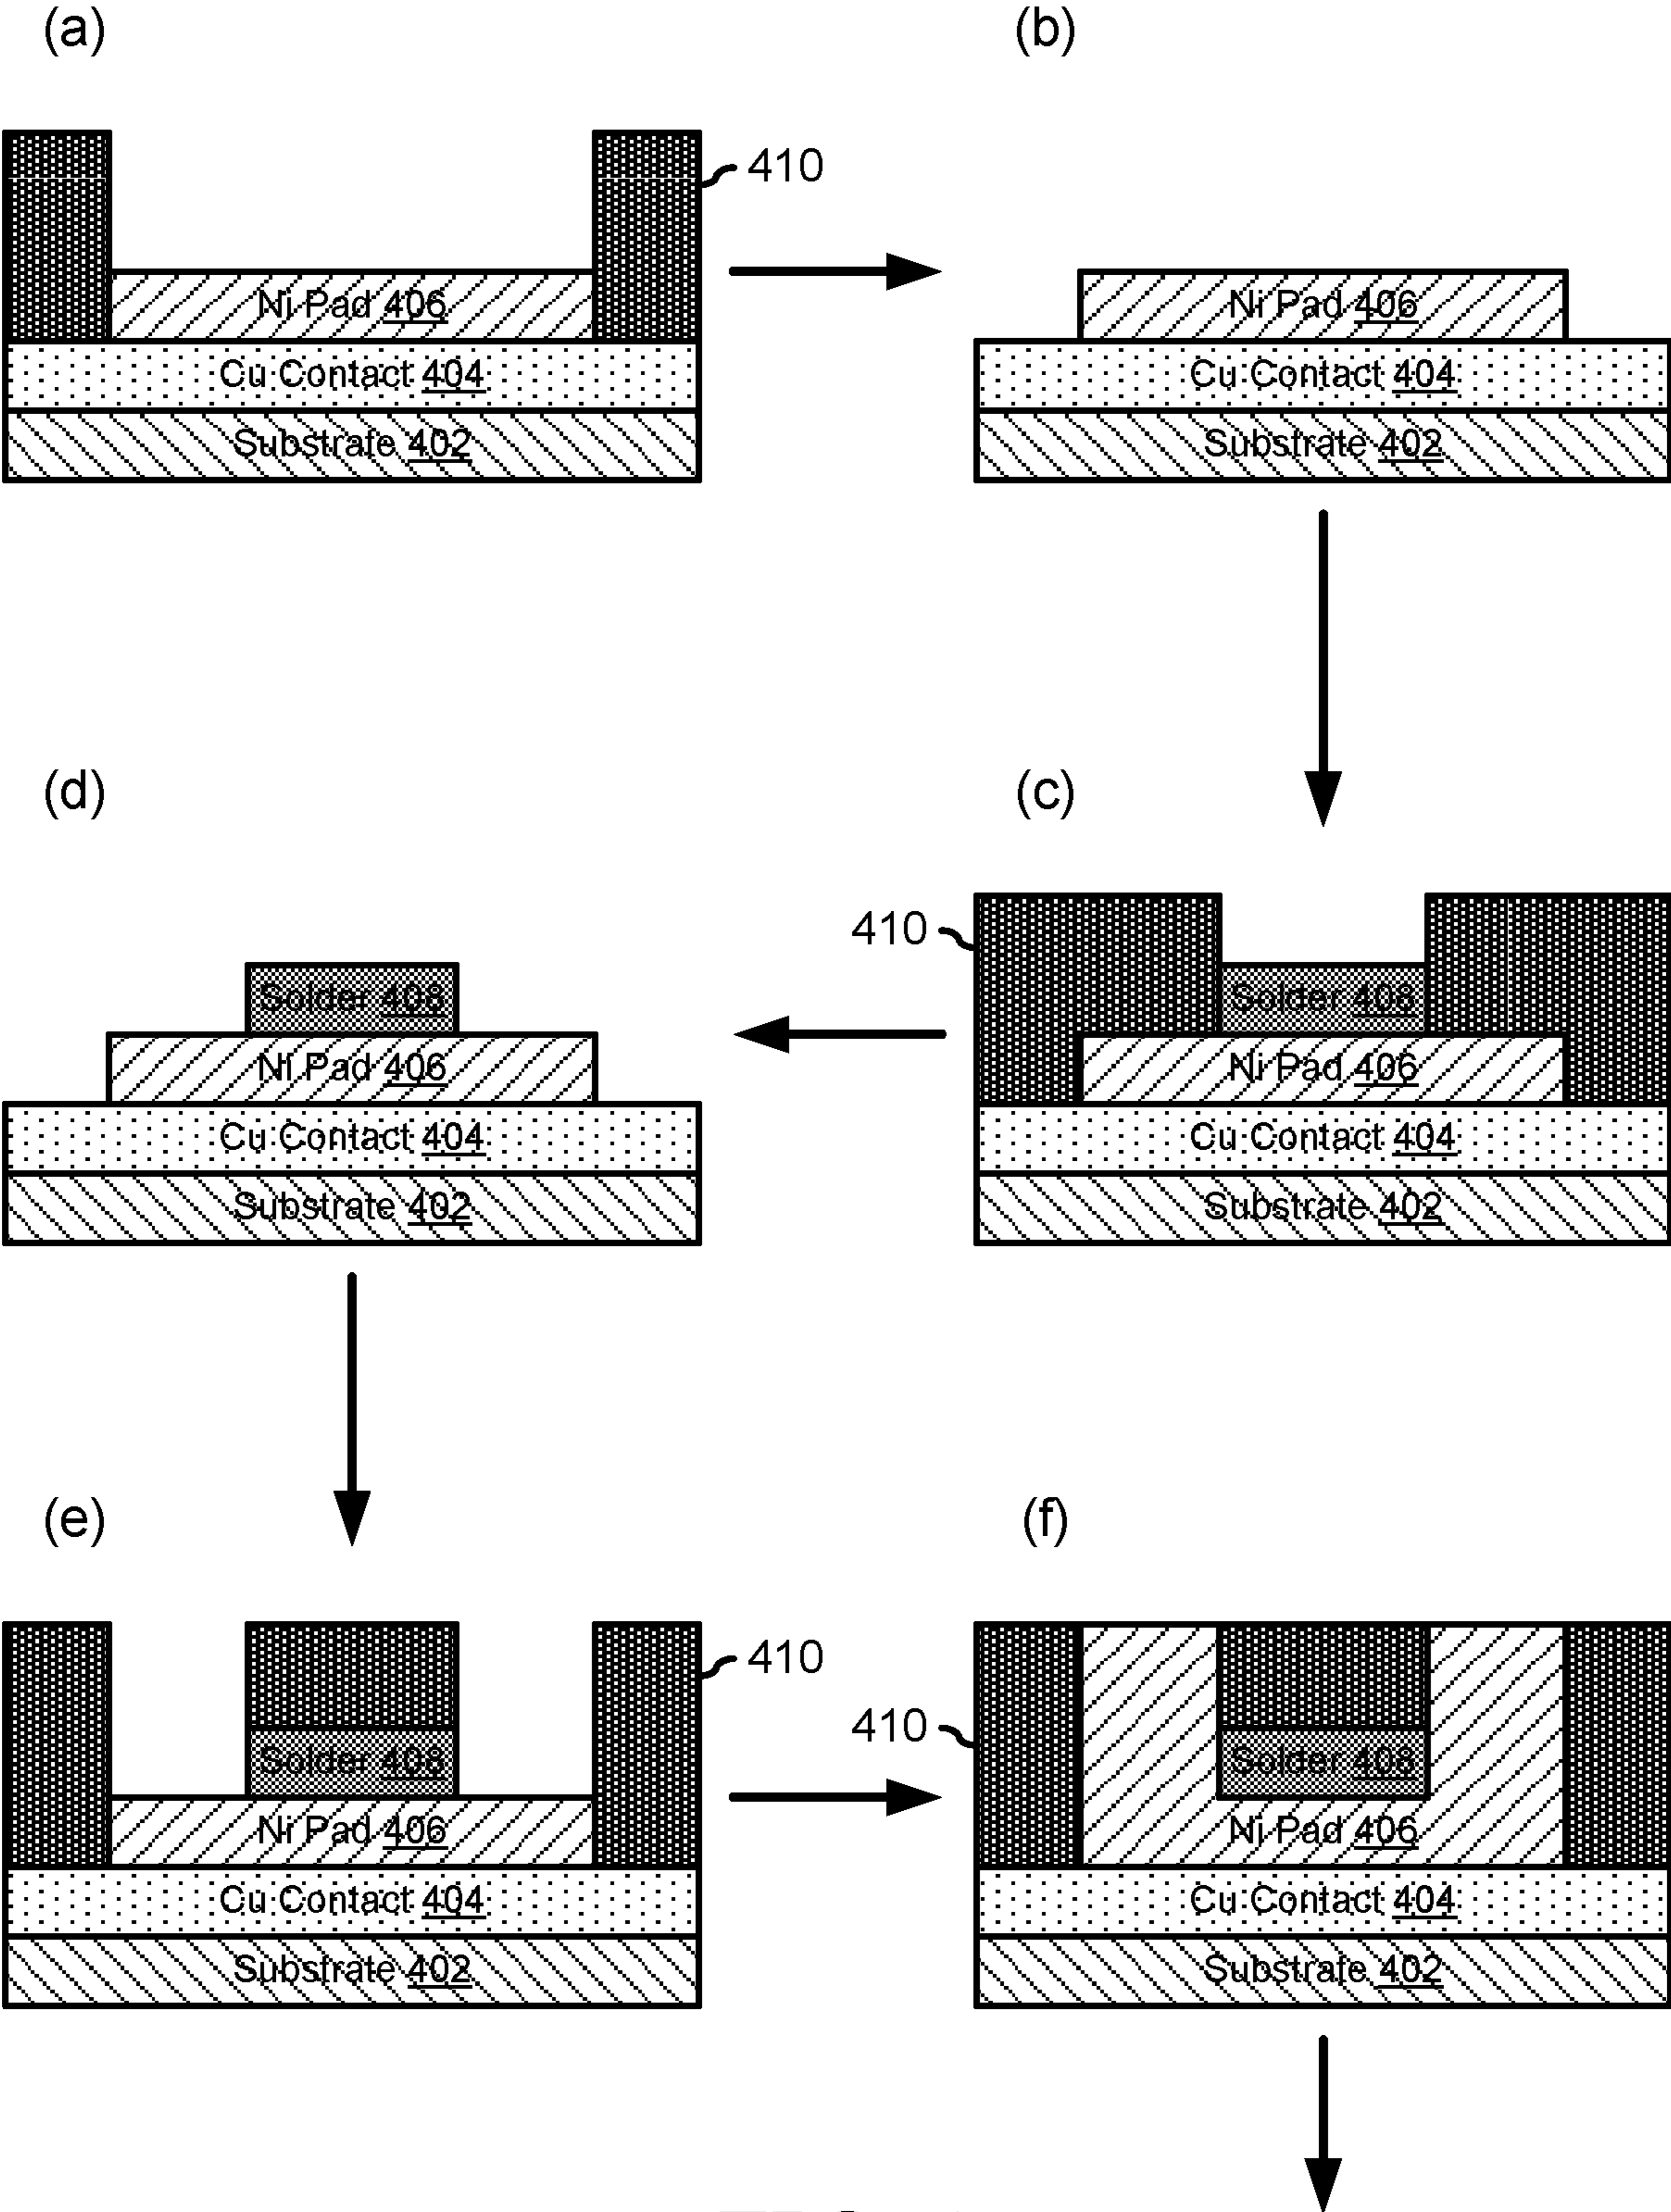 (a)
410
Ni Pad 406
Cu Contact 404
Substrate 402
(b)
Ni Pad 406
Cu Contact 404
Substrate 402
(c)
410
Solder 408
Ni Pad 406
Cu Contact 404
Substrate 402
(d)
Solder 408
Ni Pad 406
Cu Contact 404
Substrate 402
(e)
410
Solder 408
Ni Pad 406
Cu Contact 404
Substrate 402
(f)
410
Solder 408
Ni Pad 406
Cu Contact 404
Substrate 402